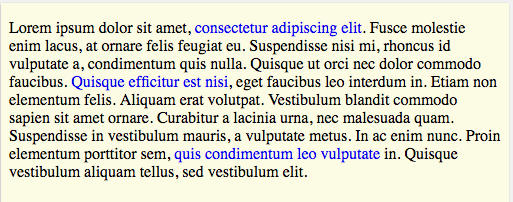 Lorem ipsum dolor sit amet, consectetur adipiscing elit. Fusce molestie
enim lacus, at ornare felis feugiat eu. Suspendisse nisi mi, rhoncus id
vulputate a, condimentum quis nulla. Quisque ut orci nec dolor commodo
faucibus. Quisque efficitur est nisi, eget faucibus leo interdum in. Etiam non
elementum felis. Aliquam erat volutpat. Vestibulum blandit commodo
sapien sit amet ornare. Curabitur a lacinia urna, nec malesuada quam.
Suspendisse in vestibulum mauris, a vulputate metus. In ac enim nunc. Proin
elementum porttitor sem, quis condimentum leo vulputate in. Quisque
vestibulum aliquam tellus, sed vestibulum elit.